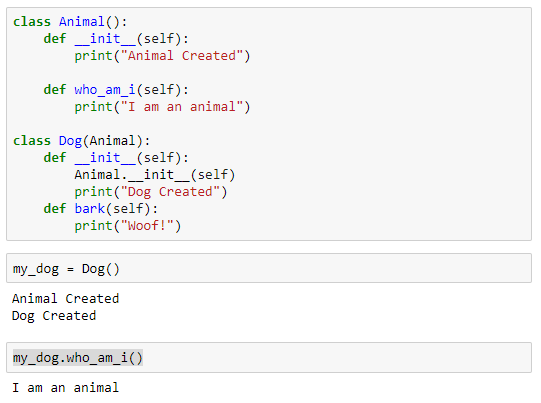 class Animal():
    def __init__(self):
        print("Animal Created")

    def who_am_i(self):
        print("I am an animal")

class Dog(Animal):
    def __init__(self):
        Animal.__init__(self)
        print("Dog Created")
    def bark(self):
        print("Woof!")
my_dog = Dog()
Animal Created
Dog Created
my_dog.who_am_i()
I am an animal